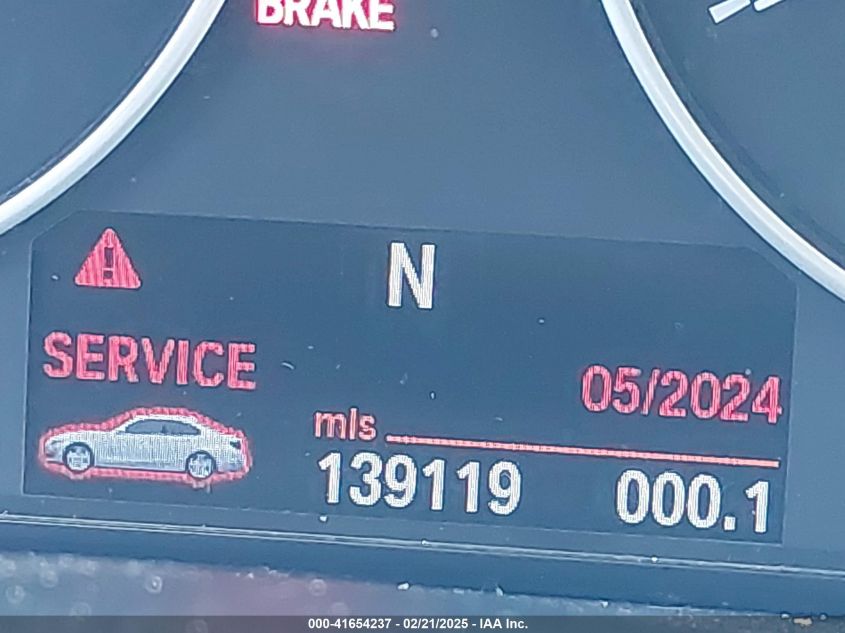 BRAKE
N
SERVICE
05/2024
mls
139119 000.1
000-41654237 - 02/21/2025 - IAA Inc.